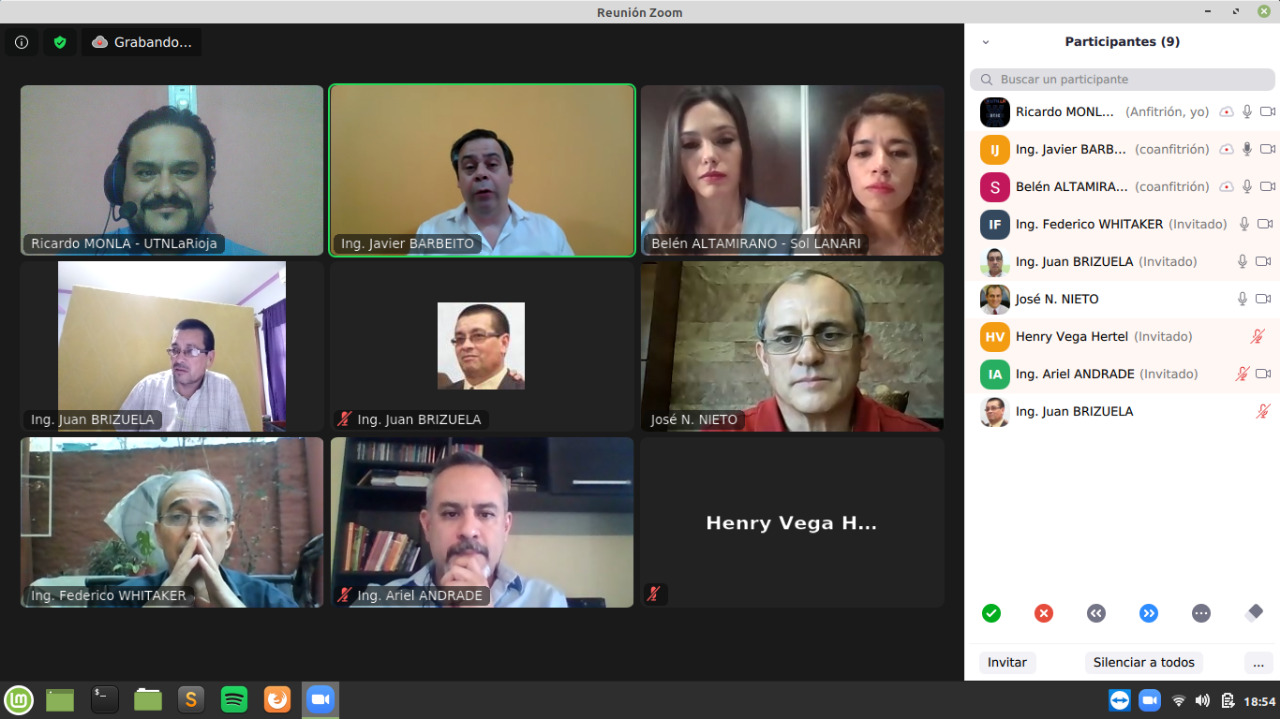 Reunión Zoom
Grabando...
Participantes (9)
Buscar un participante
Ricardo MONL... (Anfitrión, yo)
IJ Ing. Javier BARB... (coanfitrión)
S Belén ALTAMIRA... (coanfitrión)
IF Ing. Federico WHITAKER (Invitado)
Ing. Juan BRIZUELA (Invitado)
José N. NIETO
HV Henry Vega Hertel (Invitado)
IA Ing. Ariel ANDRADE (Invitado)
Ing. Juan BRIZUELA
Ricardo MONLA - UTNLaRioja
Ing. Javier BARBEITO
Belén ALTAMIRANO - Sol LANARI
Ing. Juan BRIZUELA
Ing. Juan BRIZUELA
José N. NIETO
Ing. Federico WHITAKER
Ing. Ariel ANDRADE
Henry Vega H...
Invitar
Silenciar a todos
...
$_
S
18:54